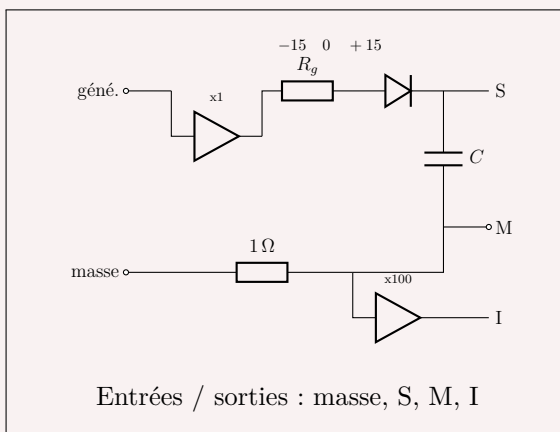 −15 0 +15
R_g
géné.
x1
S
C
M
1 Ω
masse
x100
I
Entrées / sorties : masse, S, M, I